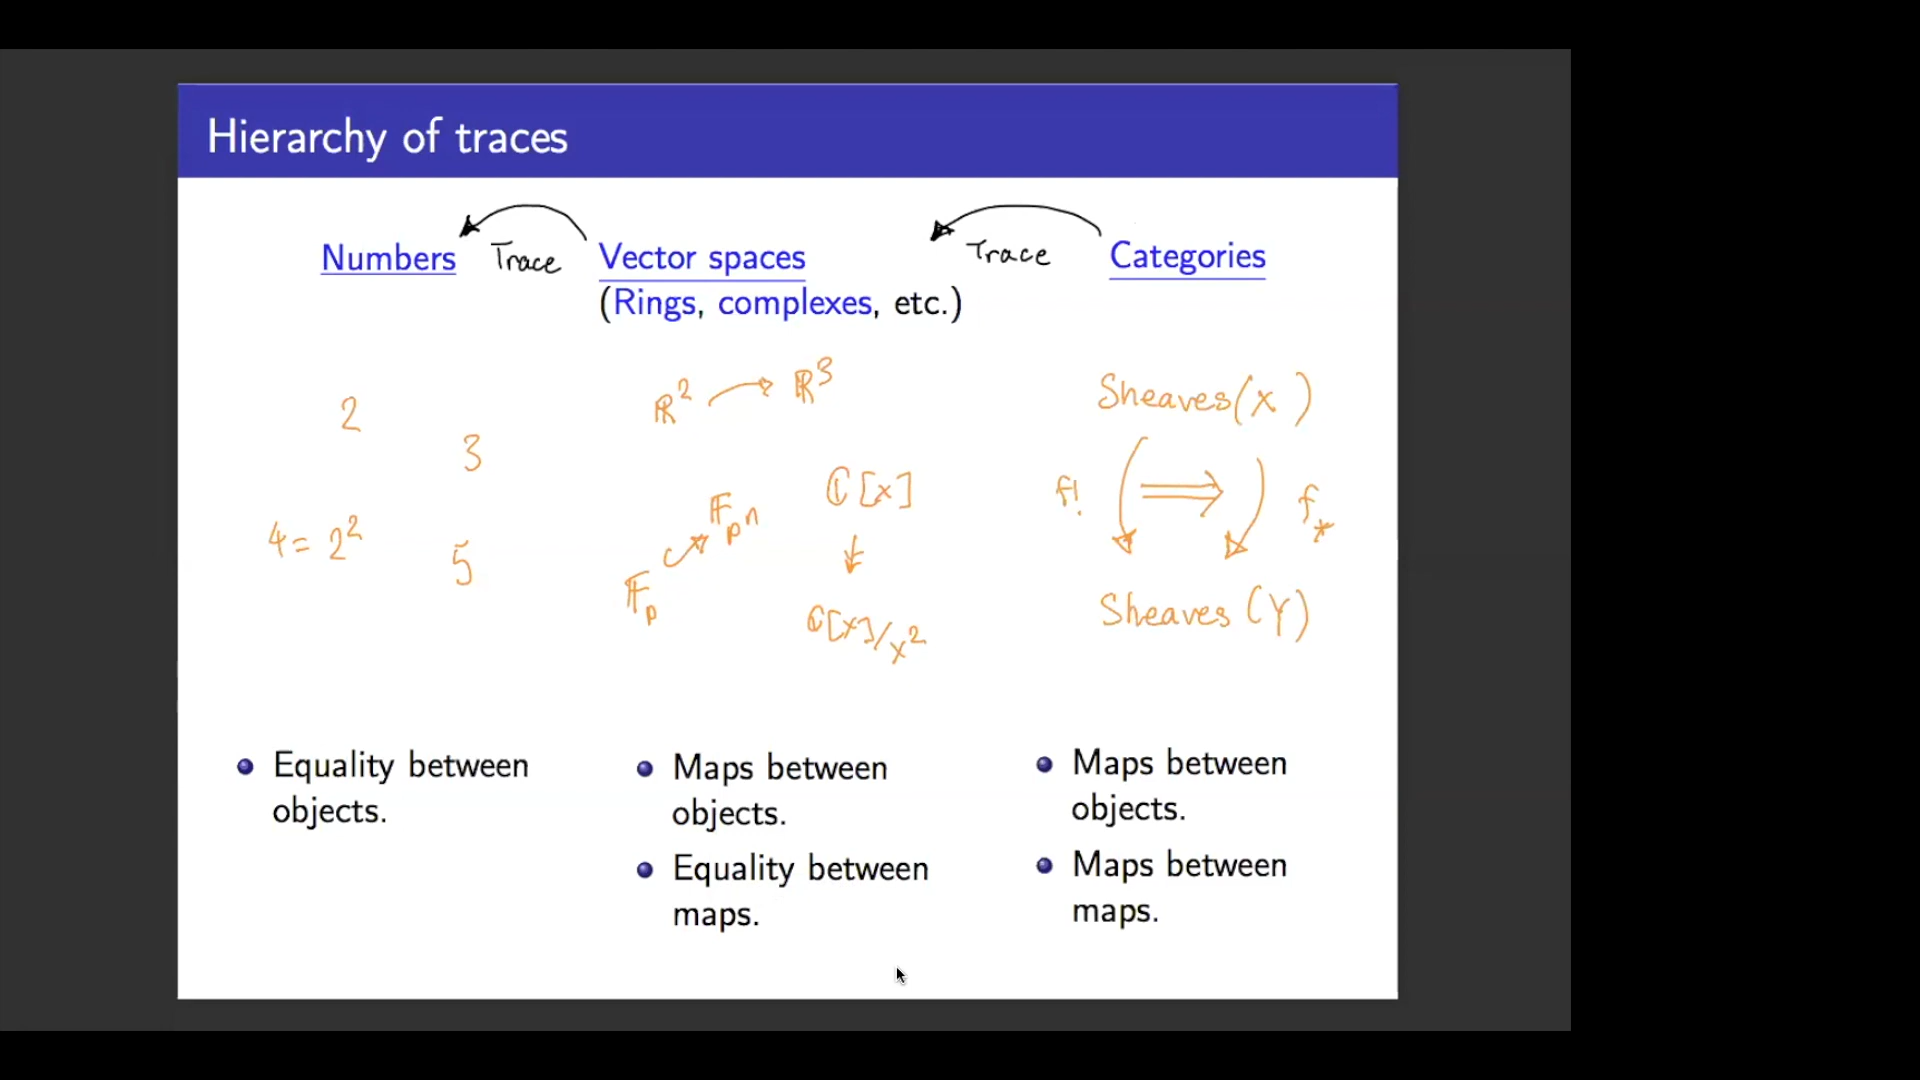 Hierarchy of traces
Numbers Trace Vector spaces Trace Categories
(Rings, complexes, etc.)
2
3
4 = 2²
5
ℝ² → ℝ³
𝔽ₚ ↪ 𝔽ₚⁿ
ℂ[x]
↓
ℂ[x]/x²
Sheaves(X)
f! ⇒ f*
Sheaves(Y)
• Equality between
objects.
• Maps between
objects.
• Equality between
maps.
• Maps between
objects.
• Maps between
maps.